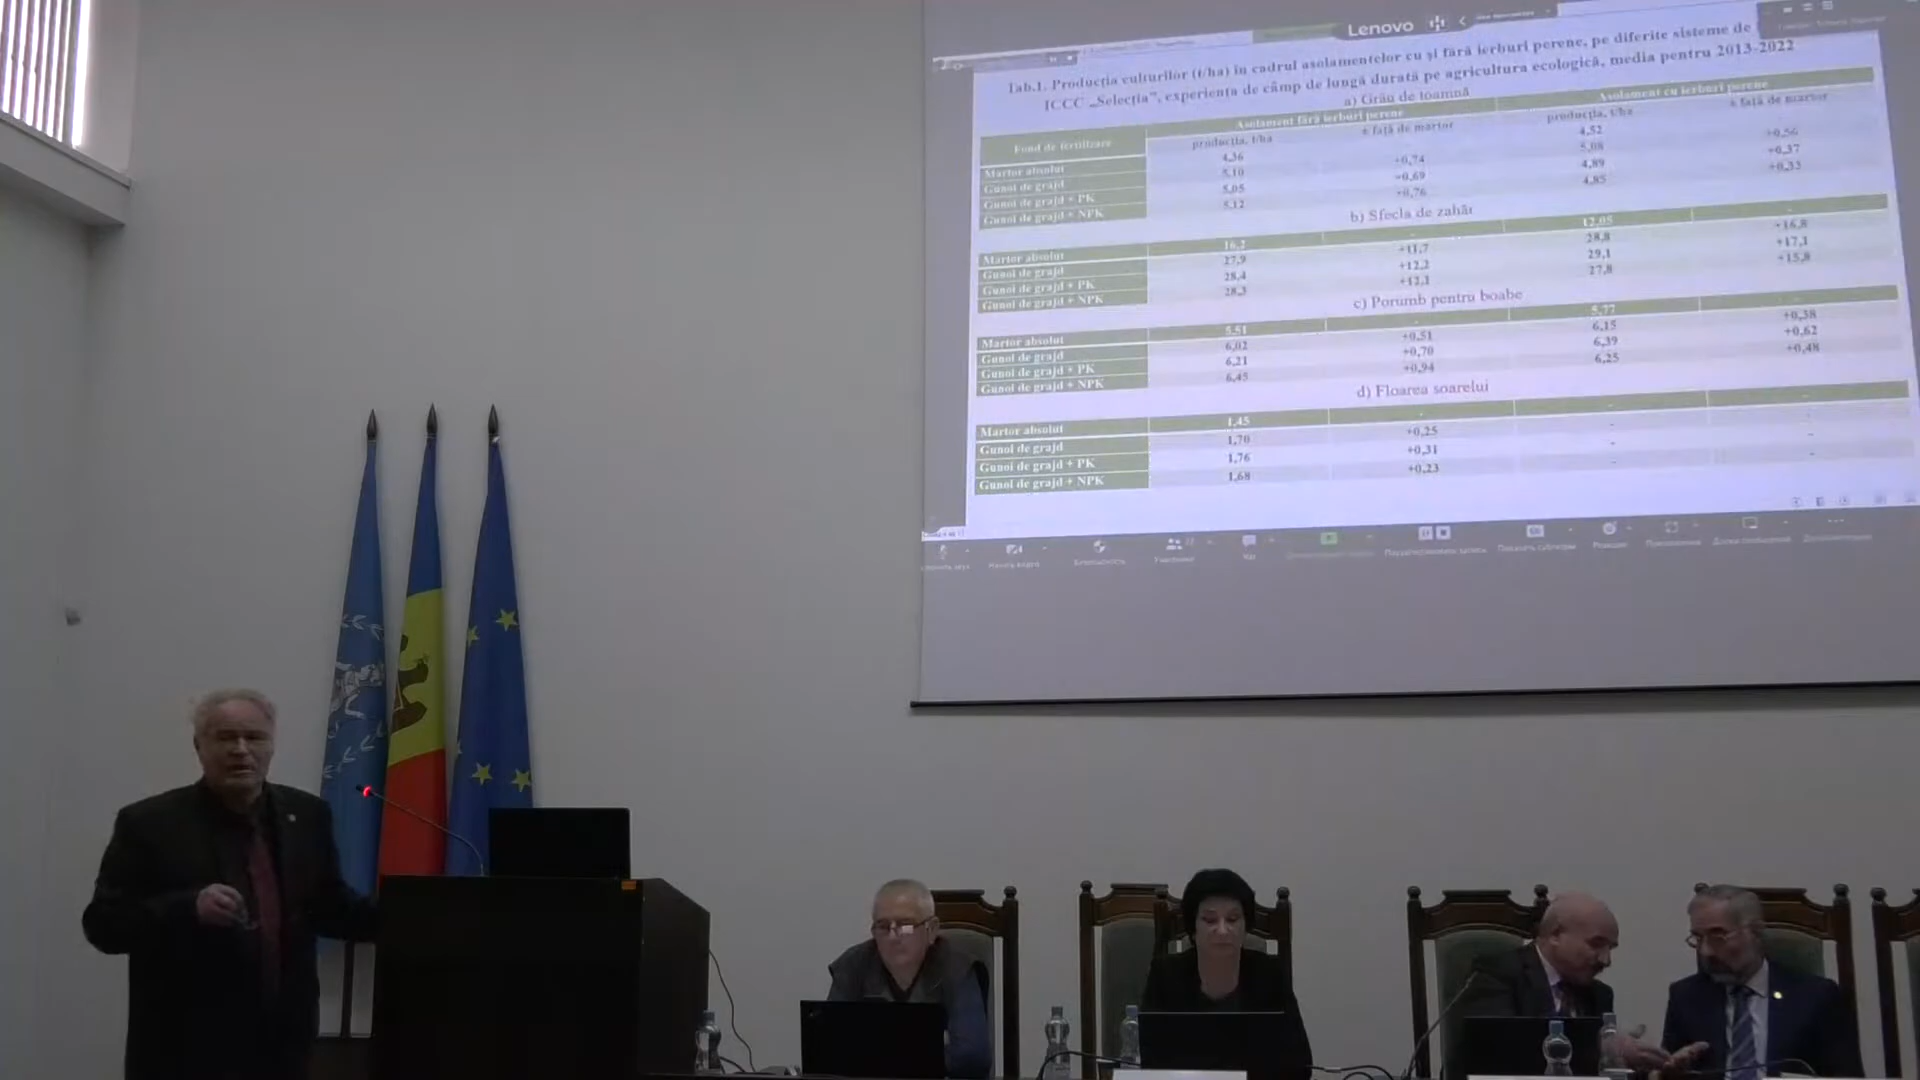 Lenovo
Tab.1. Producția culturilor (t/ha) în cadrul asolamentelor cu și fără ierburi perene, pe diferite sisteme de
ICCC „Selecția”, experiența de câmp de lungă durată pe agricultura ecologică, media pentru 2013-2022
a) Grâu de toamnă
Fond de fertilizare Asolament fără ierburi perene Asolament cu ierburi perene
producția, t/ha ± față de martor producția, t/ha ± față de martor
Martor absolut 4,36 4,52
Gunoi de grajd 5,10 +0,74 5,08 +0,56
Gunoi de grajd + PK 5,05 +0,69 4,89 +0,37
Gunoi de grajd + NPK 5,12 +0,76 4,85 +0,33
b) Sfecla de zahăr
Martor absolut 16,2 - 12,05 -
Gunoi de grajd 27,9 +11,7 28,8 +16,8
Gunoi de grajd + PK 28,4 +12,2 29,1 +17,1
Gunoi de grajd + NPK 28,3 +12,1 27,8 +15,8
c) Porumb pentru boabe
Martor absolut 5,51 - 5,77 -
Gunoi de grajd 6,02 +0,51 6,15 +0,38
Gunoi de grajd + PK 6,21 +0,70 6,39 +0,62
Gunoi de grajd + NPK 6,45 +0,94 6,25 +0,48
d) Floarea soarelui
Martor absolut 1,45 - - -
Gunoi de grajd 1,70 +0,25 - -
Gunoi de grajd + PK 1,76 +0,31 - -
Gunoi de grajd + NPK 1,68 +0,23 - -